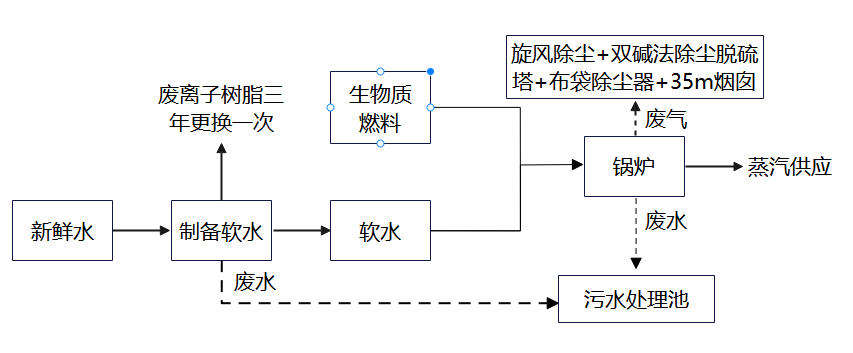 旋风除尘+双碱法除尘脱硫
塔+布袋除尘器+35m烟囱
废离子树脂三
年更换一次
生物质
燃料
废气
锅炉
蒸汽供应
新鲜水
制备软水
软水
废水
废水
污水处理池